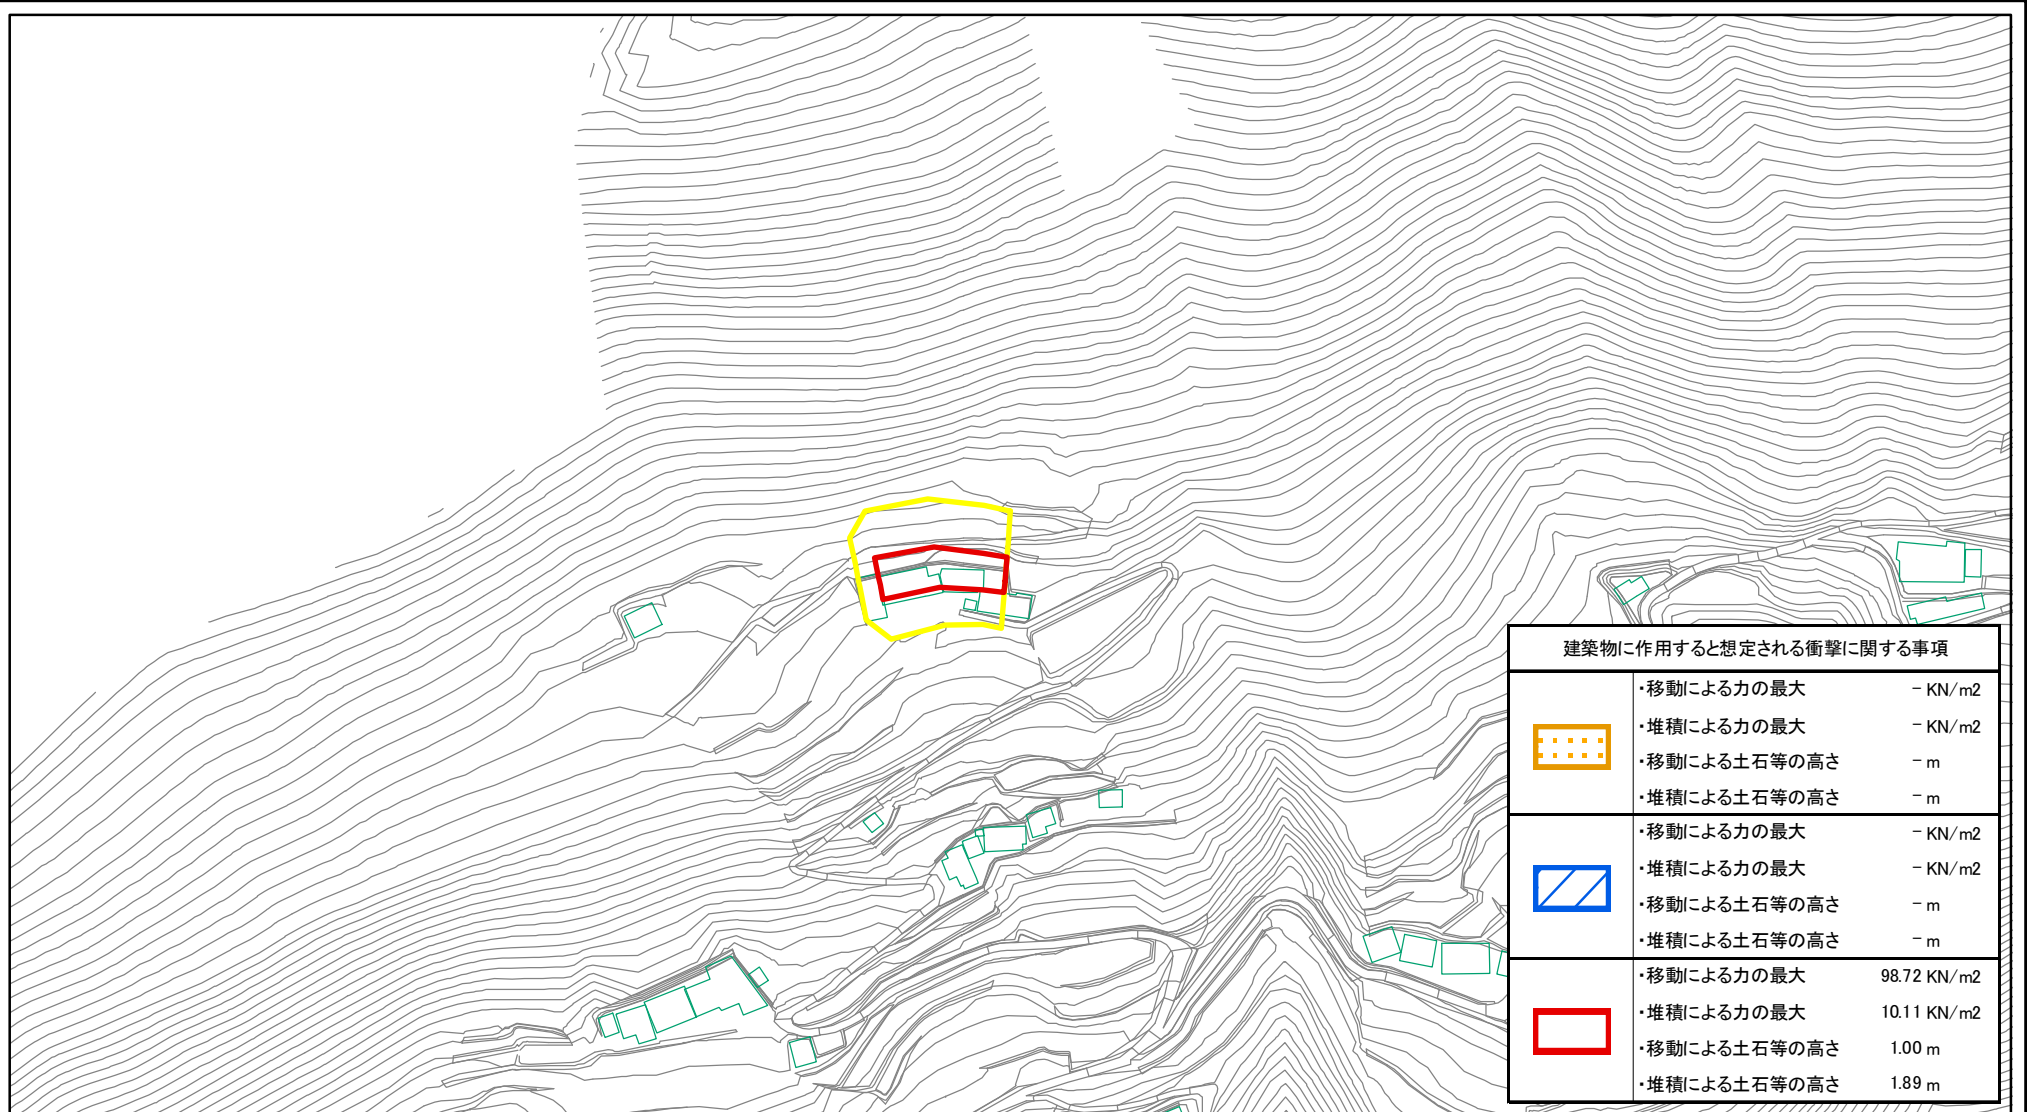 建築物に作用すると想定される衝撃に関する事項
・移動による力の最大 － KN/m2
・堆積による力の最大 － KN/m2
・移動による土石等の高さ － m
・堆積による土石等の高さ － m
・移動による力の最大 － KN/m2
・堆積による力の最大 － KN/m2
・移動による土石等の高さ － m
・堆積による土石等の高さ － m
・移動による力の最大 98.72 KN/m2
・堆積による力の最大 10.11 KN/m2
・移動による土石等の高さ 1.00 m
・堆積による土石等の高さ 1.89 m